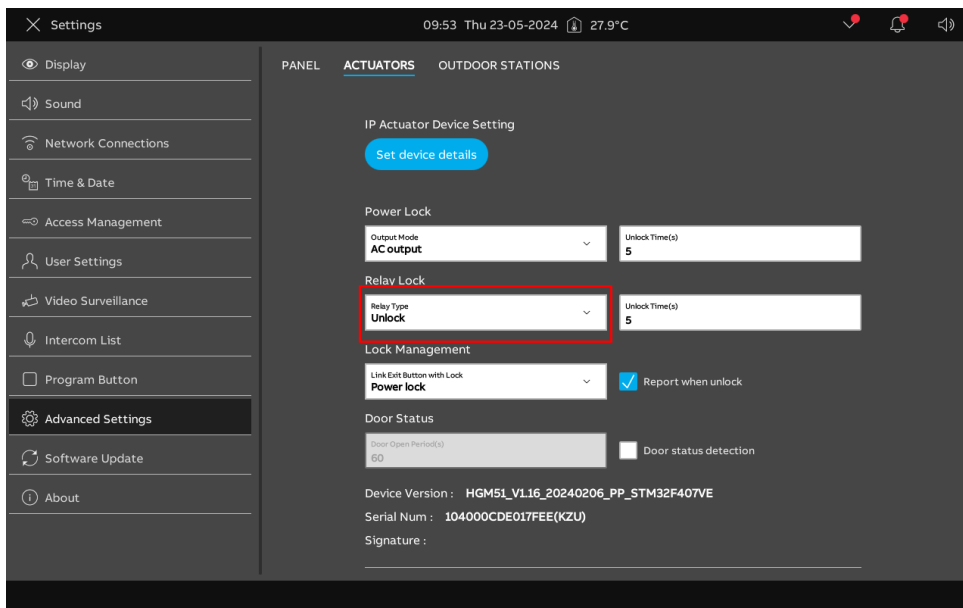 Settings
09:53 Thu 23-05-2024 27.9°C
Display
Sound
Network Connections
Time & Date
Access Management
User Settings
Video Surveillance
Intercom List
Program Button
Advanced Settings
Software Update
About
PANEL ACTUATORS OUTDOOR STATIONS
IP Actuator Device Setting
Set device details
Power Lock
Output Mode
AC output
Unlock Time(s)
5
Relay Lock
Relay Type
Unlock
Unlock Time(s)
5
Lock Management
Link Exit Button with Lock
Power lock
Report when unlock
Door Status
Door Open Period(s)
60
Door status detection
Device Version : HGM51_V1.16_20240206_PP_STM32F407VE
Serial Num : 104000CDE017FEE(KZU)
Signature :